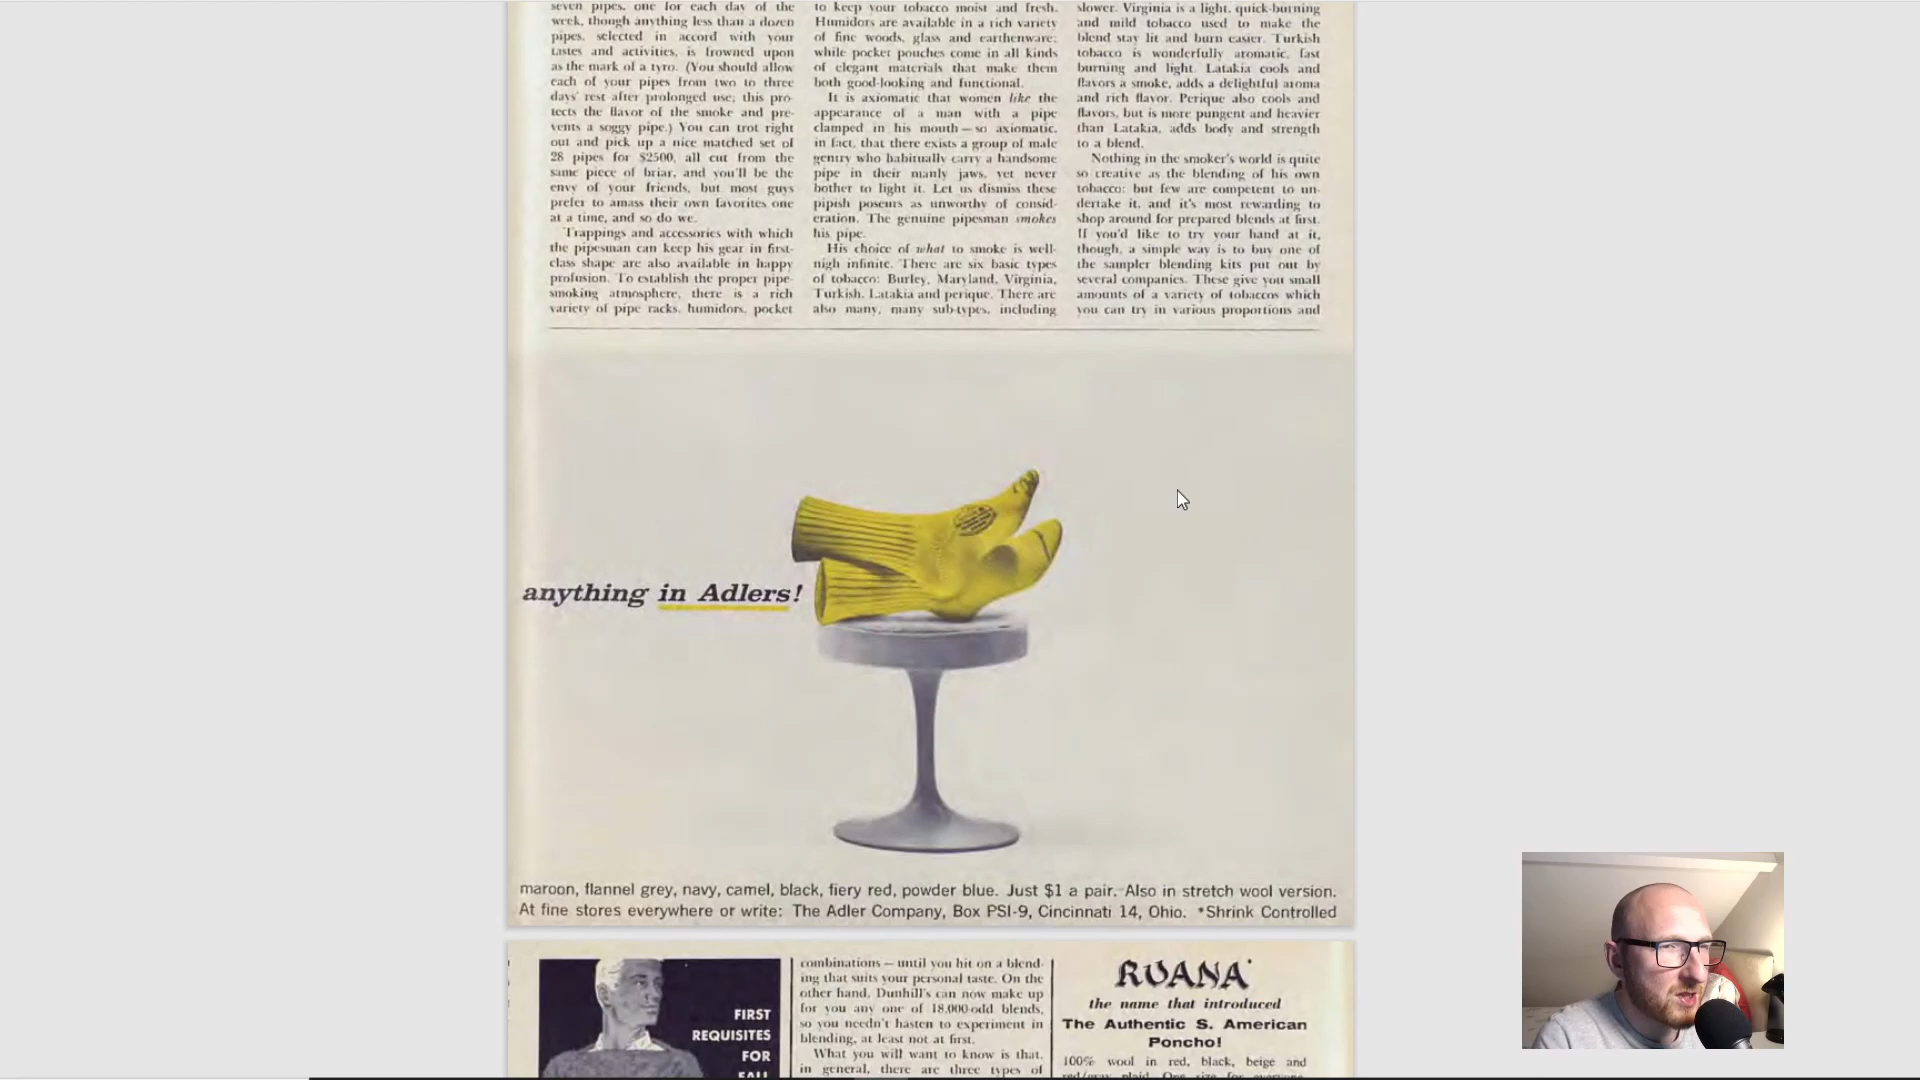 seven pipes, one for each day of the
week, though anything less than a dozen
pipes, selected in accord with your
tastes and activities, is frowned upon
as the mark of a tyro. (You should allow
each of your pipes from two to three
days' rest after prolonged use; this pro-
tects the flavor of the smoke and pre-
vents a soggy pipe.) You can trot right
out and pick up a nice matched set of
28 pipes for $2500, all cut from the
same piece of briar, and you'll be the
envy of your friends, but most guys
prefer to amass their own favorites one
at a time, and so do we.
Trappings and accessories with which
the pipesman can keep his gear in first-
class shape are also available in happy
profusion. To establish the proper pipe-
smoking atmosphere, there is a rich
variety of pipe racks, humidors, pocket
to keep your tobacco moist and fresh.
Humidors are available in a rich variety
of fine woods, glass and earthenware;
while pocket pouches come in all kinds
of elegant materials that make them
both good-looking and functional.
It is axiomatic that women like the
appearance of a man with a pipe
clamped in his mouth — so axiomatic,
in fact, that there exists a group of male
gentry who habitually carry a handsome
pipe in their manly jaws, yet never
bother to light it. Let us dismiss these
pipish poseurs as unworthy of consid-
eration. The genuine pipesman smokes
his pipe.
His choice of what to smoke is well-
nigh infinite. There are six basic types
of tobacco: Burley, Maryland, Virginia,
Turkish, Latakia and perique. There are
also many, many sub-types, including
slower. Virginia is a light, quick-burning
and mild tobacco used to make the
blend stay lit and burn easier. Turkish
tobacco is wonderfully aromatic, fast
burning and light. Latakia cools and
flavors a smoke, adds a delightful aroma
and rich flavor. Perique also cools and
flavors, but is more pungent and heavier
than Latakia, adds body and strength
to a blend.
Nothing in the smoker's world is quite
so creative as the blending of his own
tobacco; but few are competent to un-
dertake it, and it's most rewarding to
shop around for prepared blends at first.
If you'd like to try your hand at it,
though, a simple way is to buy one of
the sampler blending kits put out by
several companies. These give you small
amounts of a variety of tobaccos which
you can try in various proportions and
anything in Adlers!
maroon, flannel grey, navy, camel, black, fiery red, powder blue. Just $1 a pair. Also in stretch wool version.
At fine stores everywhere or write: The Adler Company, Box PSI-9, Cincinnati 14, Ohio. *Shrink Controlled
FIRST
REQUISITES
FOR
FALL
combinations — until you hit on a blend-
ing that suits your personal taste. On the
other hand, Dunhill's can now make up
for you any one of 18,000-odd blends,
so you needn't hasten to experiment in
blending, at least not at first.
What you will want to know is that,
in general, there are three types of
RUANA
the name that introduced
The Authentic S. American
Poncho!
100% wool in red, black, beige and